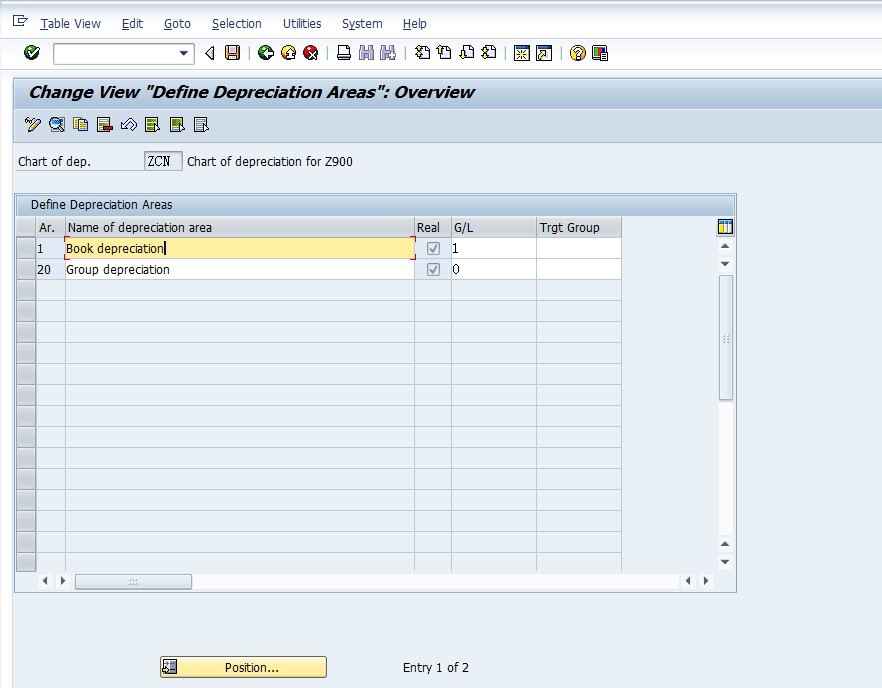 Table View Edit Goto Selection Utilities System Help
Change View "Define Depreciation Areas": Overview
Chart of dep. ZCN Chart of depreciation for Z900
Define Depreciation Areas
Ar. Name of depreciation area Real G/L Trgt Group
1 Book depreciation 1
20 Group depreciation 0
Position... Entry 1 of 2